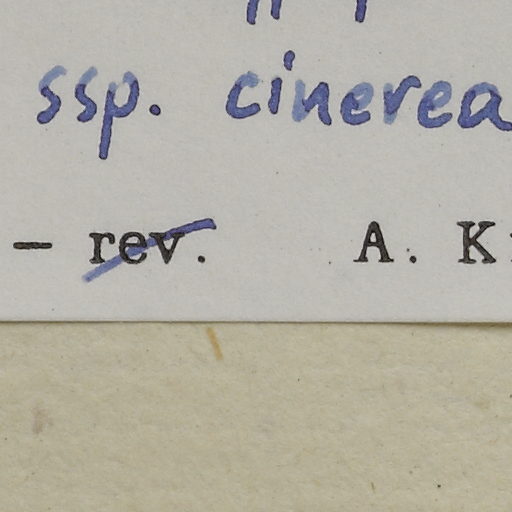 ssp. cinerea
– rev. A. K